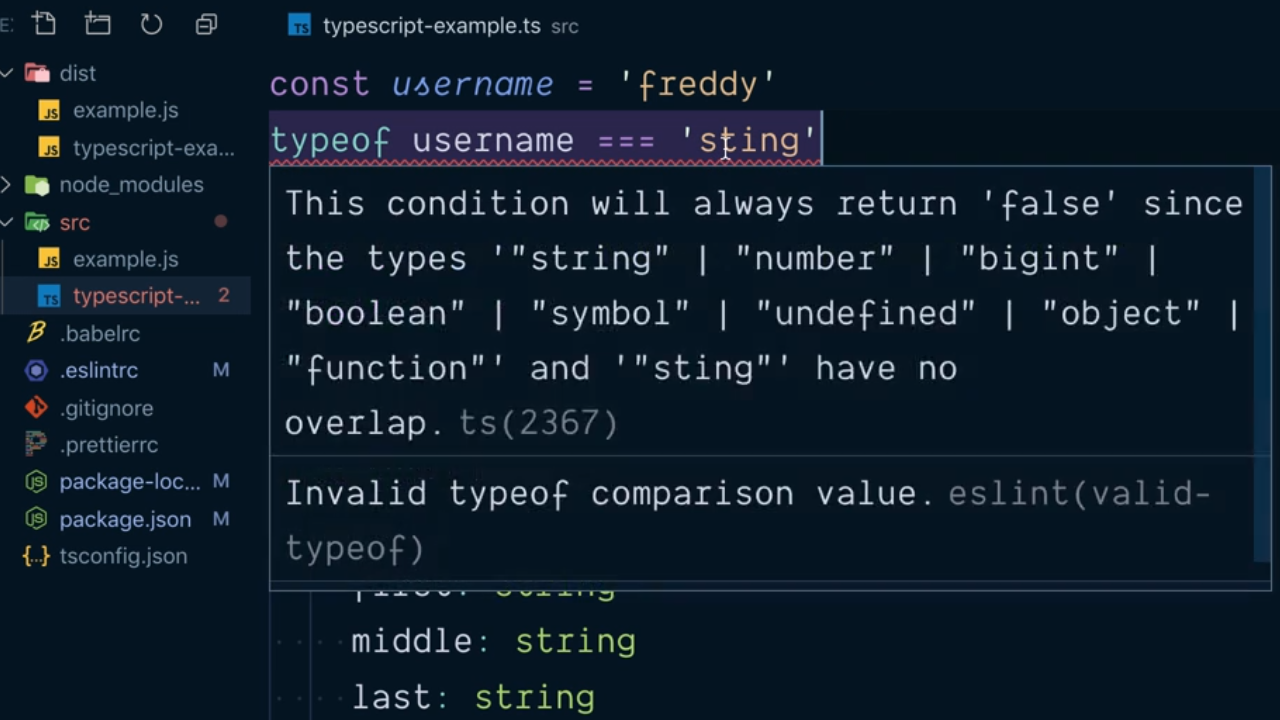 E:
typescript-example.ts src
dist
example.js
typescript-exa...
node_modules
src
example.js
typescript-... 2
.babelrc
.eslintrc M
.gitignore
.prettierrc
package-loc... M
package.json M
tsconfig.json
const username = 'freddy'
typeof username === 'sting'
This condition will always return 'false' since
the types '"string" | "number" | "bigint" |
"boolean" | "symbol" | "undefined" | "object" |
"function"' and '"sting"' have no
overlap. ts(2367)
Invalid typeof comparison value. eslint(valid-
typeof)
first: string
middle: string
last: string